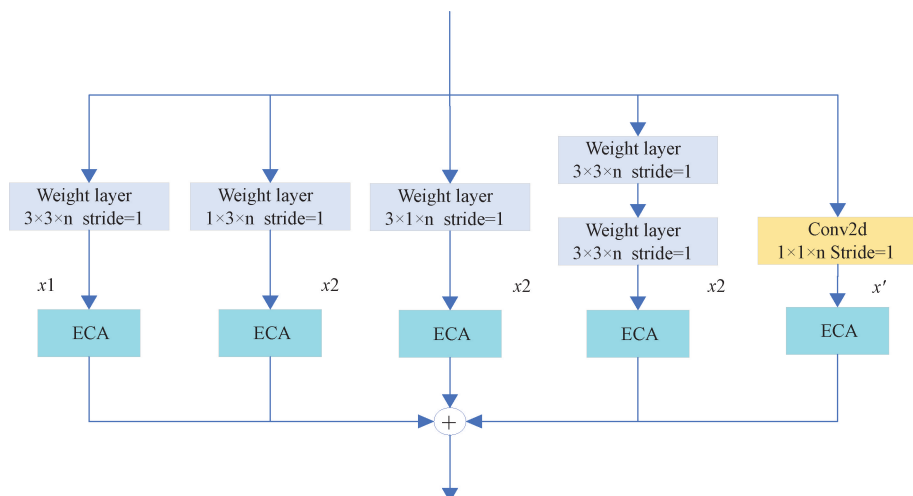 Weight layer
3×3×n stride=1
Weight layer
3×3×n stride=1
Weight layer
1×3×n stride=1
Weight layer
3×1×n stride=1
Weight layer
3×3×n stride=1
Conv2d
1×1×n Stride=1
x1
x2
x2
x2
x′
ECA
ECA
ECA
ECA
ECA
+